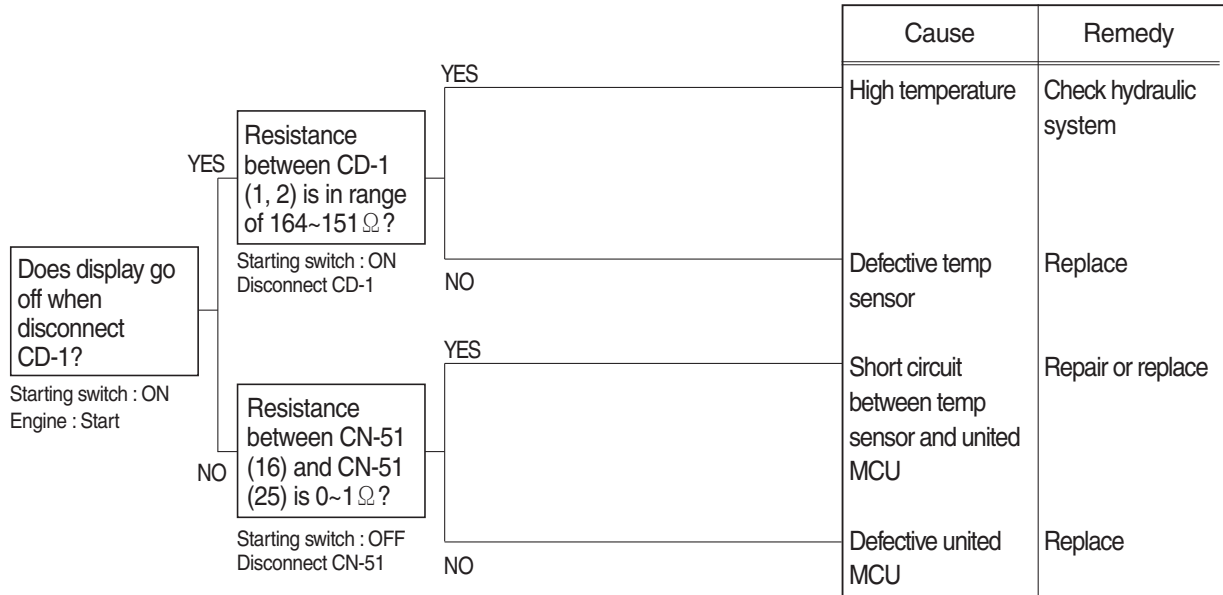 Cause
Remedy
YES
High temperature
Check hydraulic
system
Resistance
between CD-1
(1, 2) is in range
of 164~151Ω?
YES
Starting switch : ON
Disconnect CD-1
NO
Defective temp
sensor
Replace
Does display go
off when
disconnect
CD-1?
Starting switch : ON
Engine : Start
YES
Short circuit
between temp
sensor and united
MCU
Repair or replace
Resistance
between CN-51
(16) and CN-51
(25) is 0~1Ω?
NO
Starting switch : OFF
Disconnect CN-51
NO
Defective united
MCU
Replace